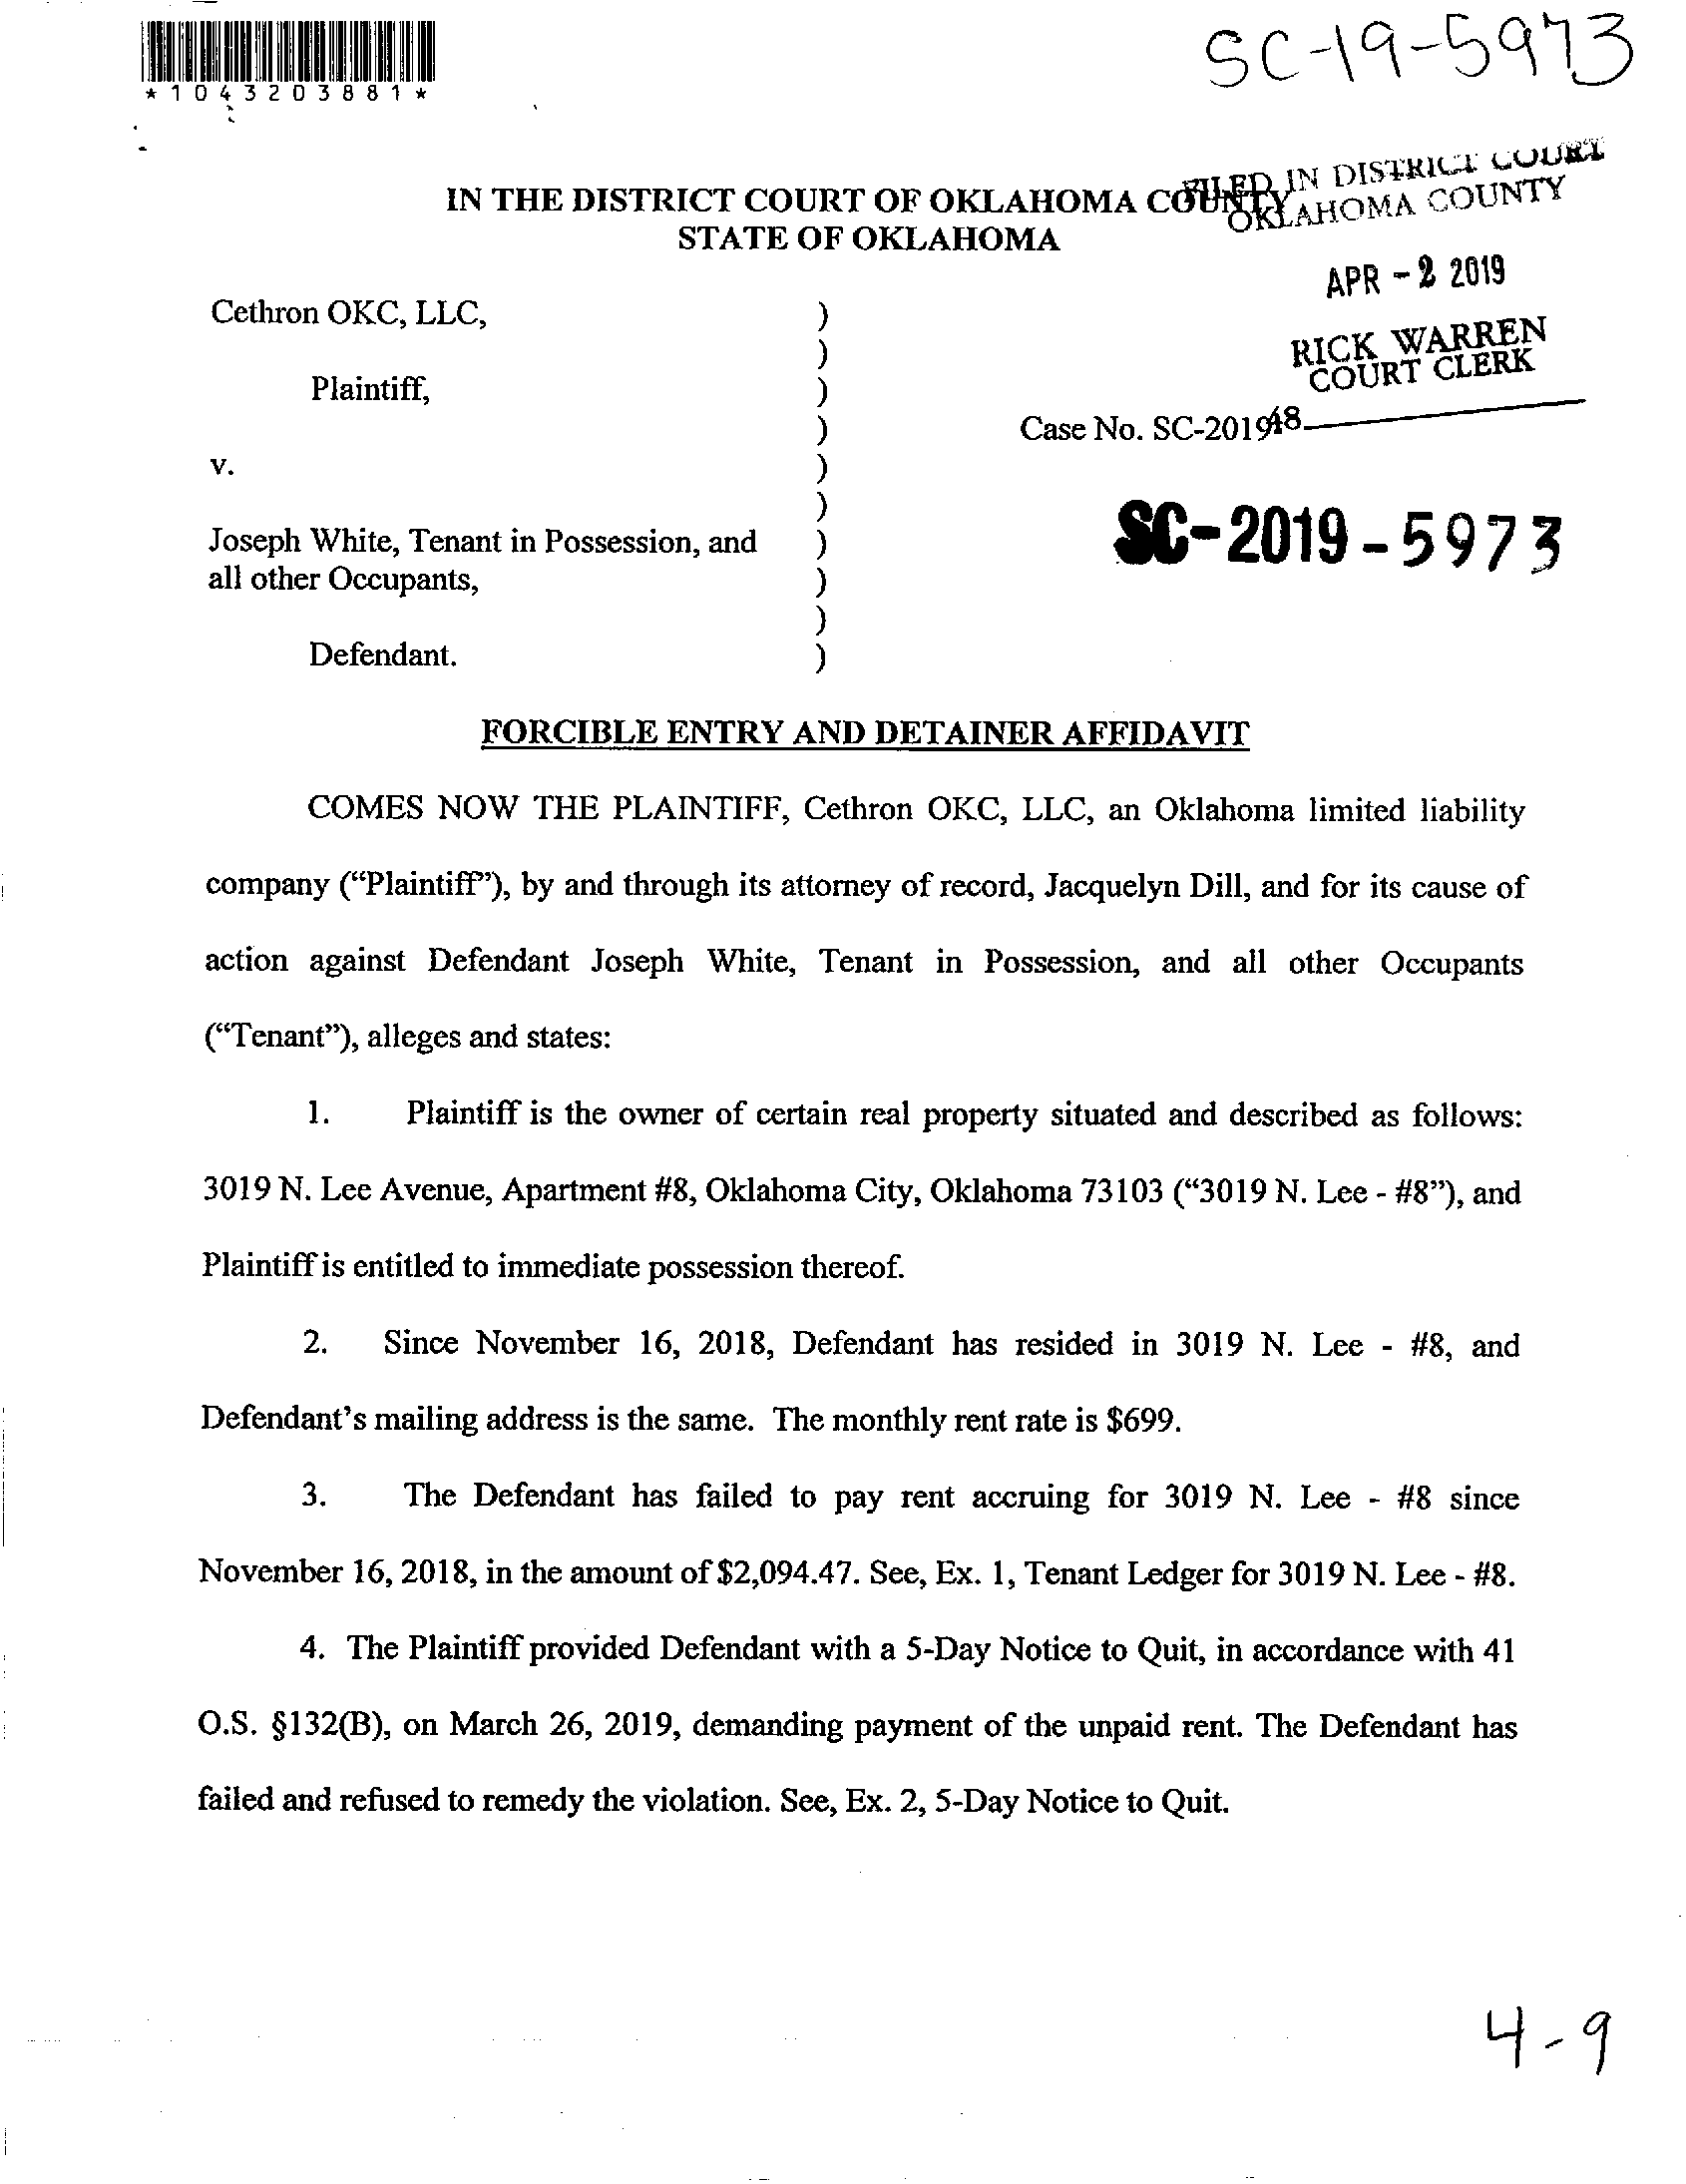 SC-19-5973
*1043203881*
FILED IN DISTRICT COURT
OKLAHOMA COUNTY
IN THE DISTRICT COURT OF OKLAHOMA COUNTY
STATE OF OKLAHOMA
APR - 2 2019
RICK WARREN
COURT CLERK
Cethron OKC, LLC,
Plaintiff,
Case No. SC-2019
v.
SC-2019-5973
Joseph White, Tenant in Possession, and
all other Occupants,
Defendant.
)
)
)
)
)
)
)
)
)
)
FORCIBLE ENTRY AND DETAINER AFFIDAVIT
COMES NOW THE PLAINTIFF, Cethron OKC, LLC, an Oklahoma limited liability
company (“Plaintiff”), by and through its attorney of record, Jacquelyn Dill, and for its cause of
action against Defendant Joseph White, Tenant in Possession, and all other Occupants
(“Tenant”), alleges and states:
1. Plaintiff is the owner of certain real property situated and described as follows:
3019 N. Lee Avenue, Apartment #8, Oklahoma City, Oklahoma 73103 (“3019 N. Lee - #8”), and
Plaintiff is entitled to immediate possession thereof.
2. Since November 16, 2018, Defendant has resided in 3019 N. Lee - #8, and
Defendant’s mailing address is the same. The monthly rent rate is $699.
3. The Defendant has failed to pay rent accruing for 3019 N. Lee - #8 since
November 16, 2018, in the amount of $2,094.47. See, Ex. 1, Tenant Ledger for 3019 N. Lee - #8.
4. The Plaintiff provided Defendant with a 5-Day Notice to Quit, in accordance with 41
O.S. §132(B), on March 26, 2019, demanding payment of the unpaid rent. The Defendant has
failed and refused to remedy the violation. See, Ex. 2, 5-Day Notice to Quit.
4-9